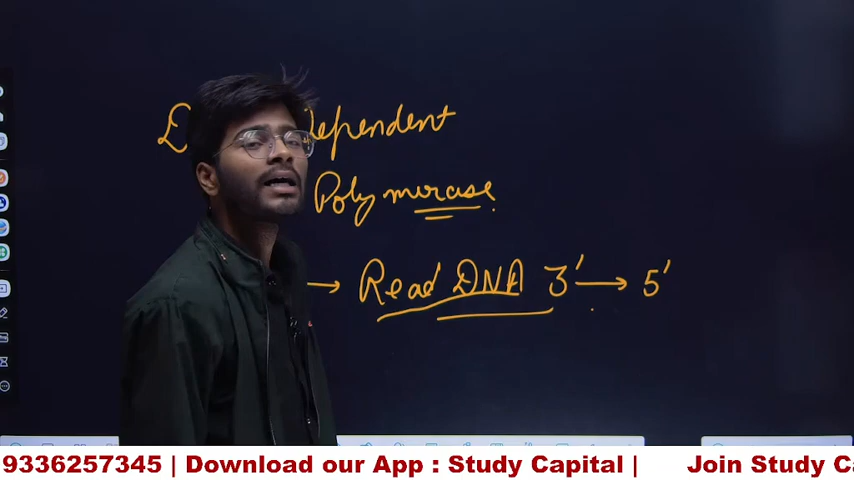 Dependent
Polymerase
→ Read DNA 3' → 5'
9336257345 | Download our App : Study Capital | Join Study Ca